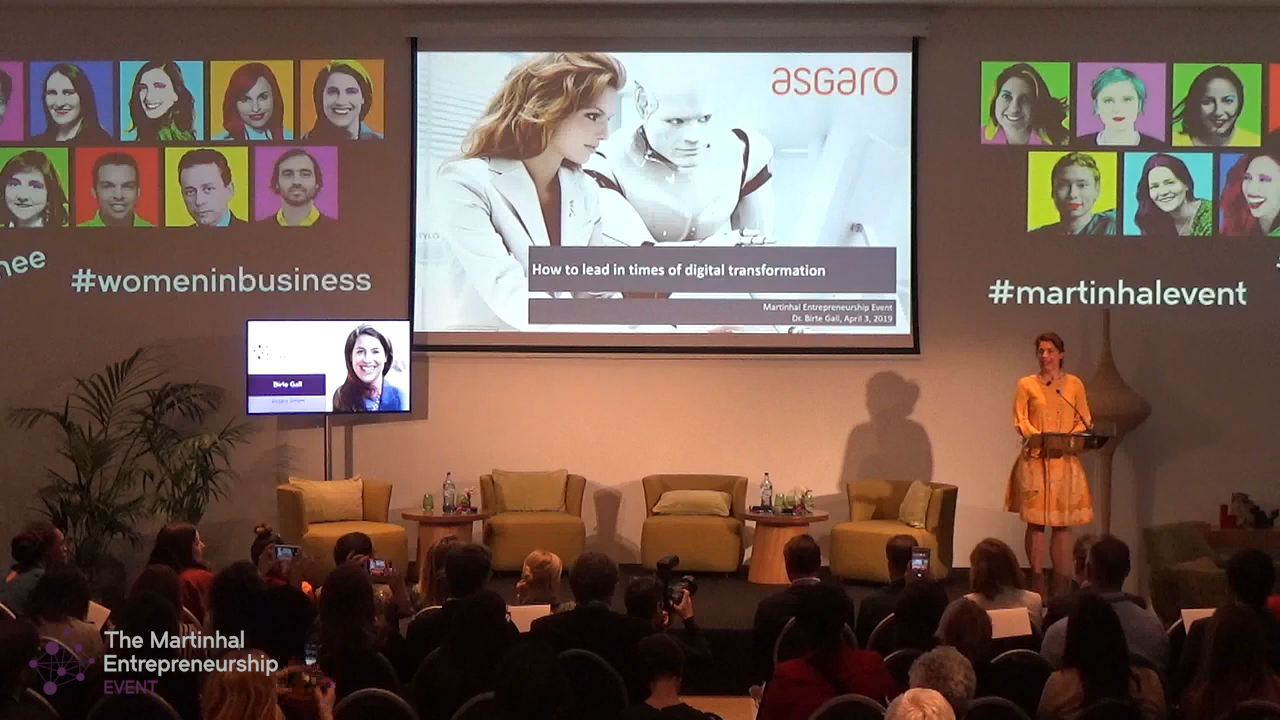 asgaro
How to lead in times of digital transformation
Martinhal Entrepreneurship Event
Dr. Birte Gall, April 3, 2019
#womeninbusiness
#martinhalevent
Birte Gall
The Martinhal
Entrepreneurship
EVENT